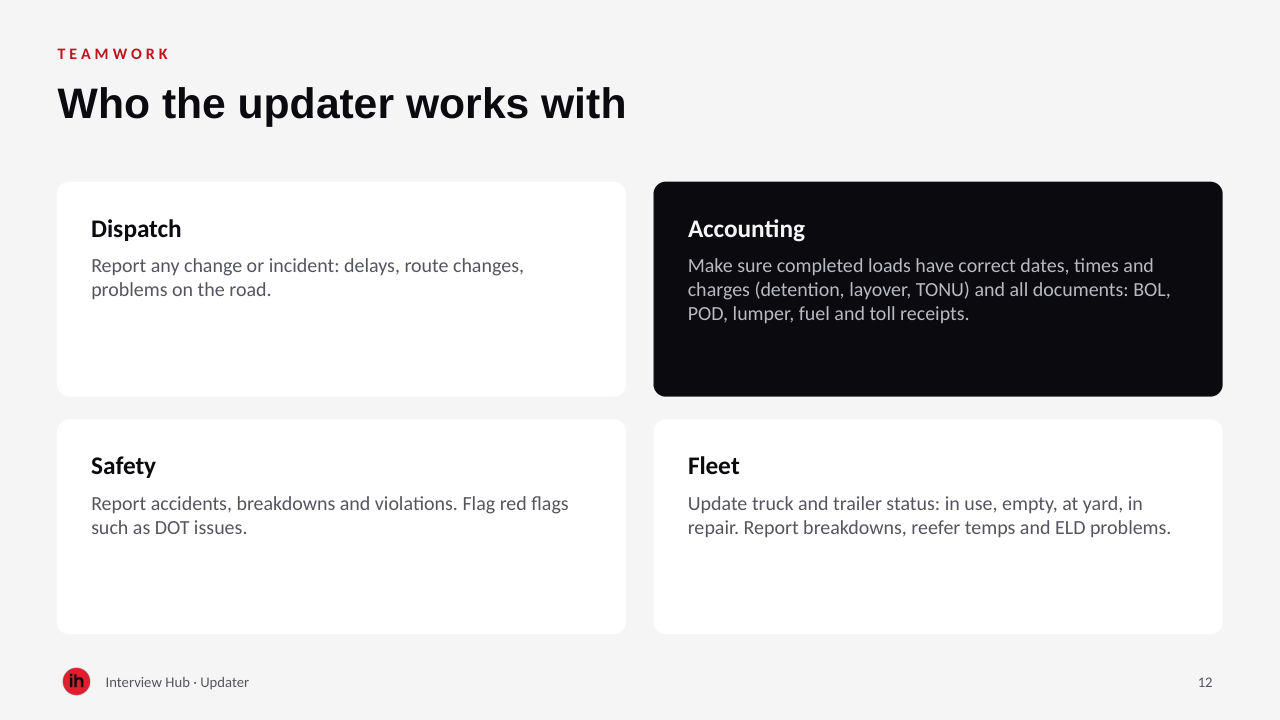 TEAMWORK
Who the updater works with
Dispatch
Report any change or incident: delays, route changes,
problems on the road.
Accounting
Make sure completed loads have correct dates, times and
charges (detention, layover, TONU) and all documents: BOL,
POD, lumper, fuel and toll receipts.
Safety
Report accidents, breakdowns and violations. Flag red flags
such as DOT issues.
Fleet
Update truck and trailer status: in use, empty, at yard, in
repair. Report breakdowns, reefer temps and ELD problems.
ih
Interview Hub · Updater
12